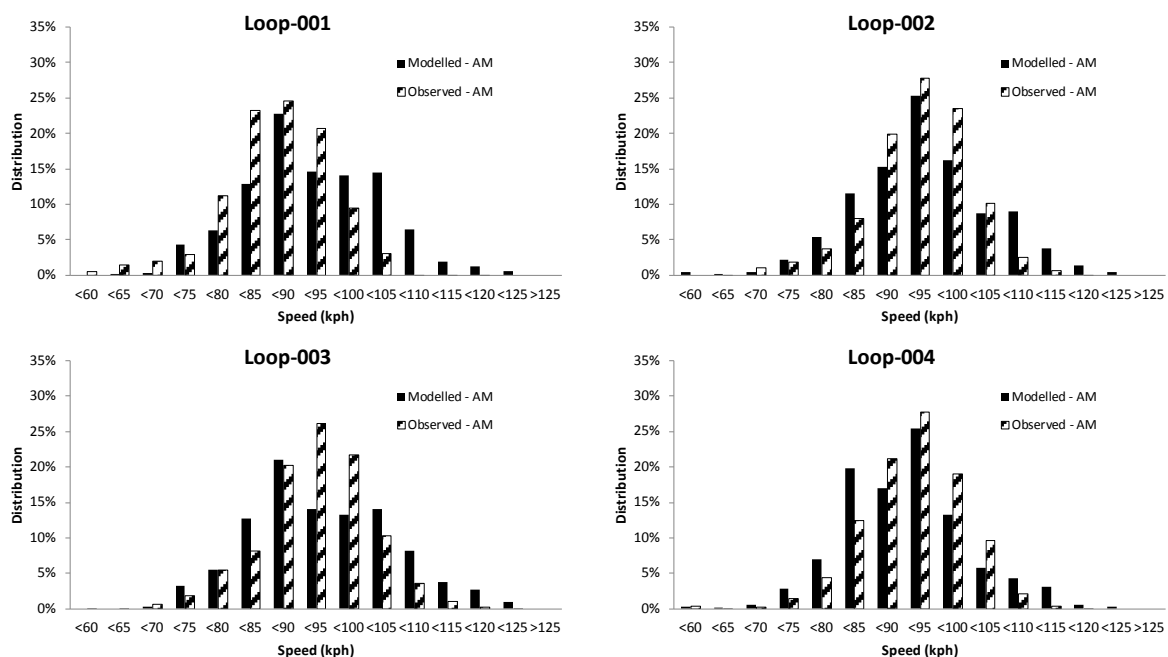 Loop-001
35%
30%
25%
20%
15%
10%
5%
0%
Distribution
Modelled - AM
Observed - AM
<60 <65 <70 <75 <80 <85 <90 <95 <100 <105 <110 <115 <120 <125 >125
Speed (kph)
Loop-002
35%
30%
25%
20%
15%
10%
5%
0%
Distribution
Modelled - AM
Observed - AM
<60 <65 <70 <75 <80 <85 <90 <95 <100 <105 <110 <115 <120 <125 >125
Speed (kph)
Loop-003
35%
30%
25%
20%
15%
10%
5%
0%
Distribution
Modelled - AM
Observed - AM
<60 <65 <70 <75 <80 <85 <90 <95 <100 <105 <110 <115 <120 <125 >125
Speed (kph)
Loop-004
35%
30%
25%
20%
15%
10%
5%
0%
Distribution
Modelled - AM
Observed - AM
<60 <65 <70 <75 <80 <85 <90 <95 <100 <105 <110 <115 <120 <125 >125
Speed (kph)